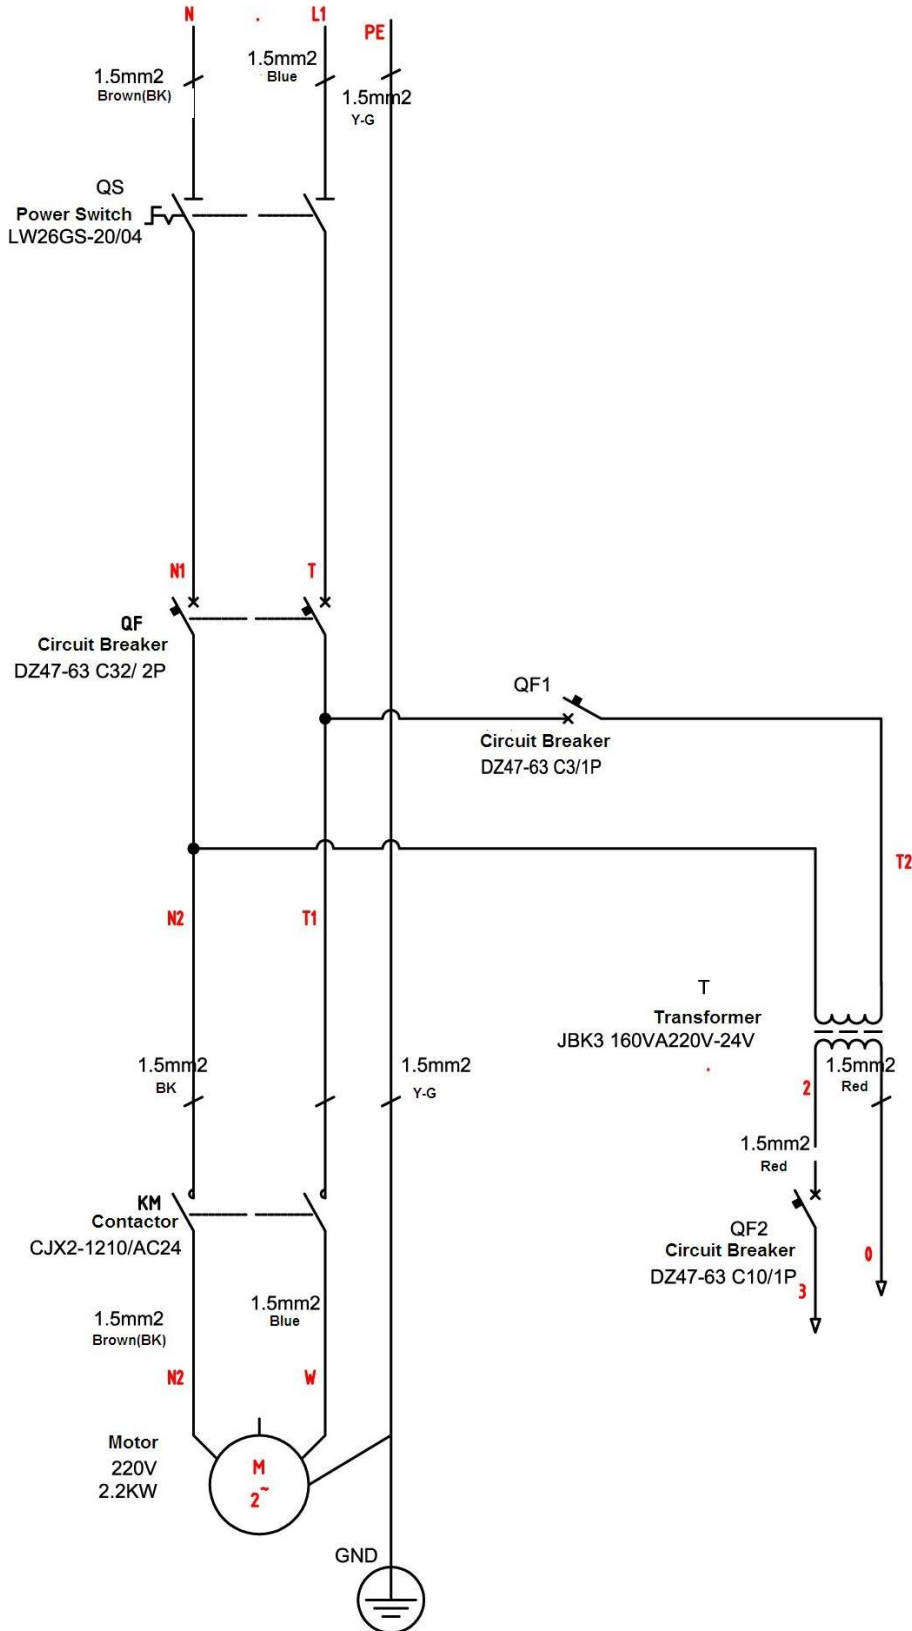 N
L1
PE
1.5mm2
Brown(BK)
1.5mm2
Blue
1.5mm2
Y-G
QS
Power Switch
LW26GS-20/04
N1
T
QF
Circuit Breaker
DZ47-63 C32/ 2P
QF1
Circuit Breaker
DZ47-63 C3/1P
T2
N2
T1
T
Transformer
JBK3 160VA220V-24V
1.5mm2
BK
1.5mm2
Y-G
2
1.5mm2
Red
1.5mm2
Red
KM
Contactor
CJX2-1210/AC24
QF2
Circuit Breaker
DZ47-63 C10/1P
3
0
1.5mm2
Brown(BK)
1.5mm2
Blue
N2
W
Motor
220V
2.2KW
M
2~
GND